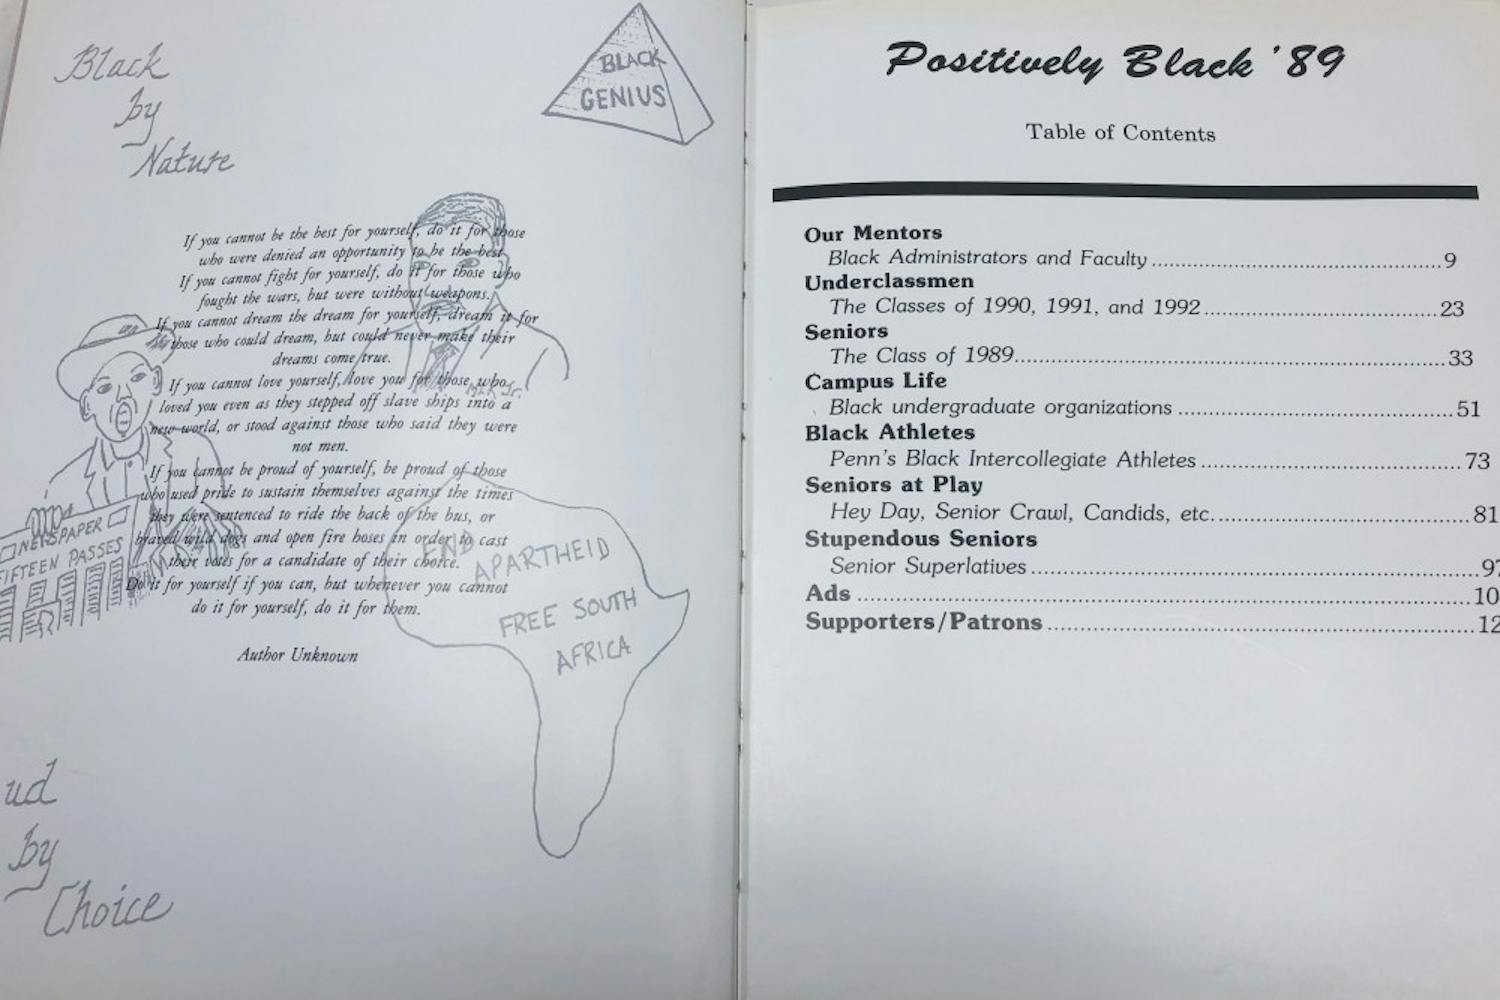 Black
by
Nature
BLACK
GENIUS
If you cannot be the best for yourself, do it for those
who were denied an opportunity to be the best
If you cannot fight for yourself, do it for those who
fought the wars, but were without weapons.
If you cannot dream the dream for yourself, dream it for
those who could dream, but could never make their
dreams come true.
If you cannot love yourself, love you for those who
loved you even as they stepped off slave ships into a
new world, or stood against those who said they were
not men.
If you cannot be proud of yourself, be proud of those
who used pride to sustain themselves against the times
they were sentenced to ride the back of the bus, or
braved wild dogs and open fire hoses in order to cast
their votes for a candidate of their choice.
Do it for yourself if you can, but whenever you cannot
do it for yourself, do it for them.
Author Unknown
MLK Jr.
NEWSPAPER
FIFTEEN PASSES
END
APARTHEID
FREE SOUTH
AFRICA
ud
by
Choice
Positively Black '89
Table of Contents
Our Mentors
Black Administrators and Faculty 9
Underclassmen
The Classes of 1990, 1991, and 1992 23
Seniors
The Class of 1989 33
Campus Life
Black undergraduate organizations 51
Black Athletes
Penn's Black Intercollegiate Athletes 73
Seniors at Play
Hey Day, Senior Crawl, Candids, etc. 81
Stupendous Seniors
Senior Superlatives 97
Ads 10
Supporters/Patrons 12